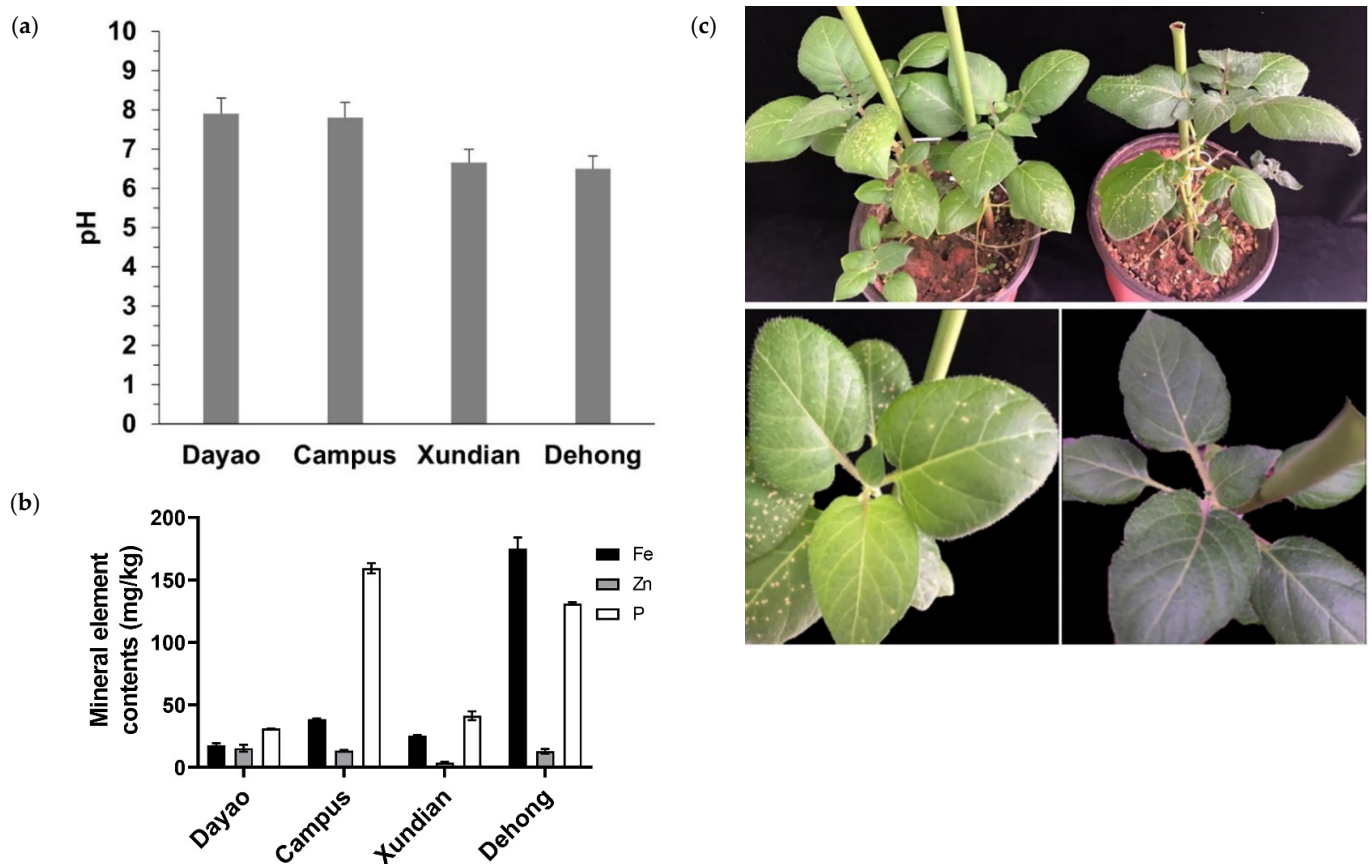 (a)
10
9
8
7
6
5
4
3
2
1
0
pH
Dayao Campus Xundian Dehong
(b)
200
150
100
50
0
Mineral element
contents (mg/kg)
Fe
Zn
P
Dayao
Campus
Xundian
Dehong
(c)